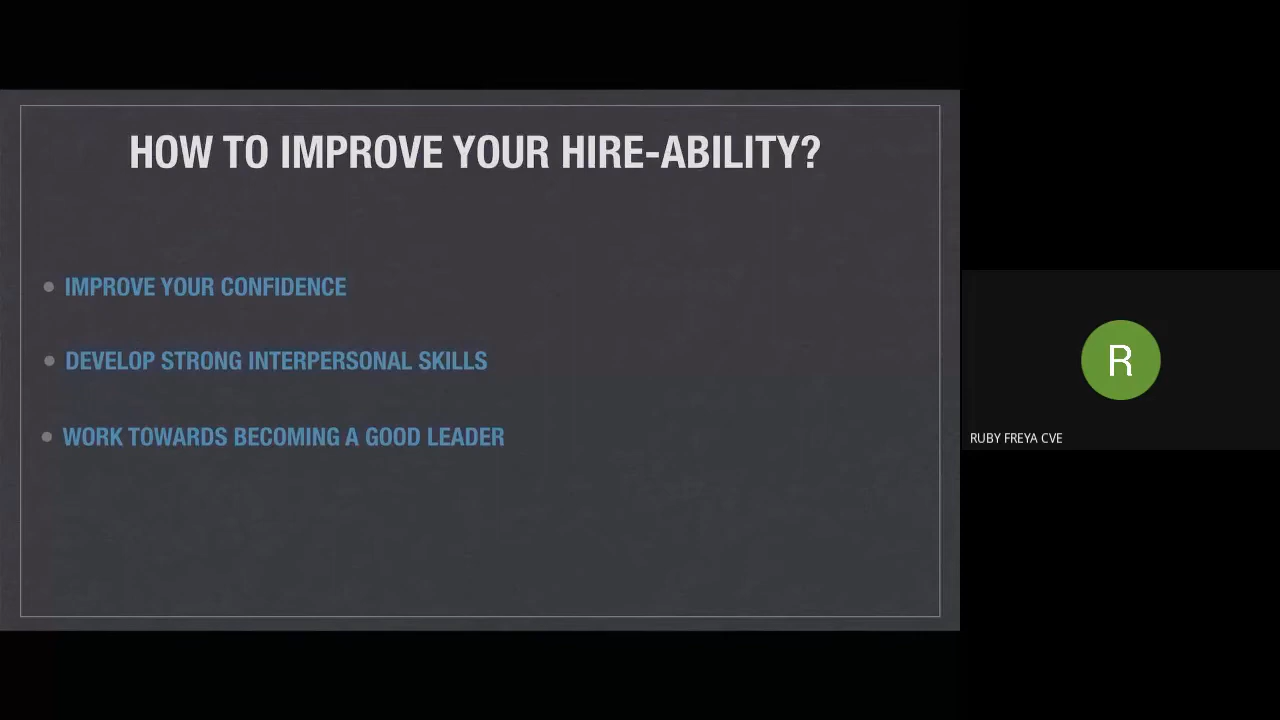 HOW TO IMPROVE YOUR HIRE-ABILITY?
• IMPROVE YOUR CONFIDENCE
• DEVELOP STRONG INTERPERSONAL SKILLS
• WORK TOWARDS BECOMING A GOOD LEADER
R
RUBY FREYA CVE